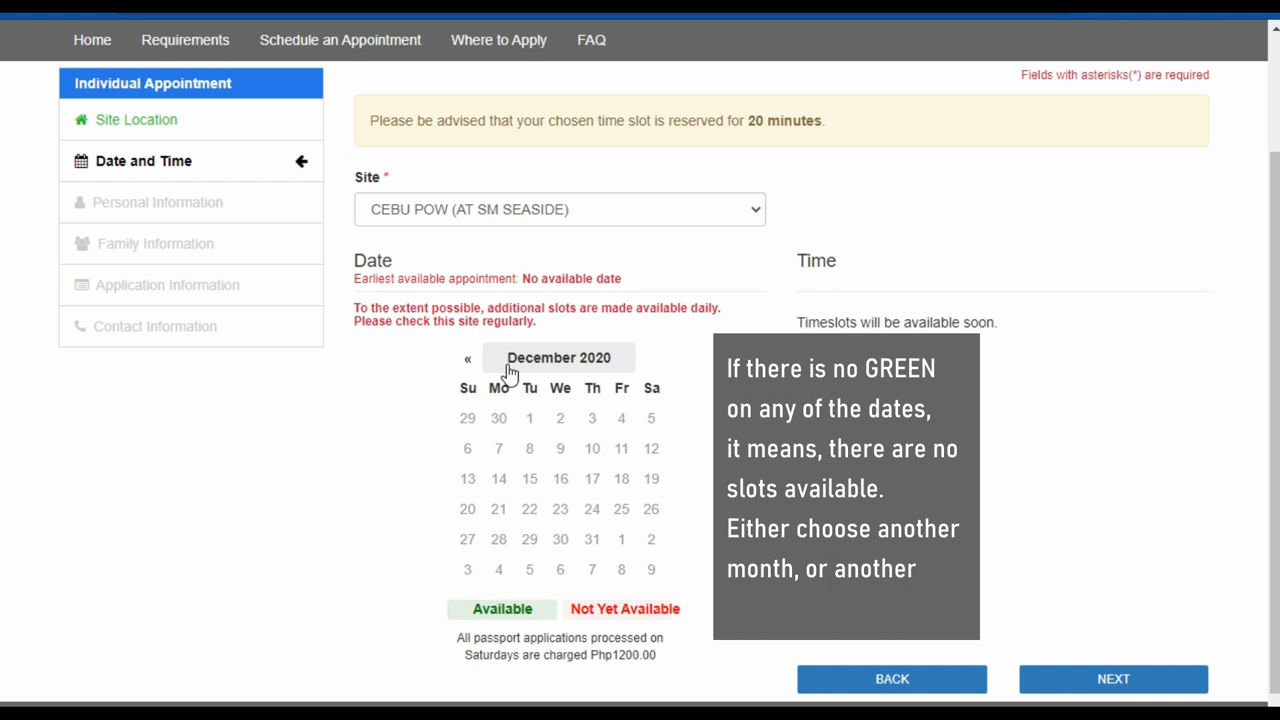 Home Requirements Schedule an Appointment Where to Apply FAQ
Individual Appointment
Site Location
Date and Time
Personal Information
Family Information
Application Information
Contact Information
Fields with asterisks(*) are required
Please be advised that your chosen time slot is reserved for 20 minutes.
Site *
CEBU POW (AT SM SEASIDE)
Date
Earliest available appointment: No available date
To the extent possible, additional slots are made available daily.
Please check this site regularly.
« December 2020
Su Mo Tu We Th Fr Sa
29 30 1 2 3 4 5
6 7 8 9 10 11 12
13 14 15 16 17 18 19
20 21 22 23 24 25 26
27 28 29 30 31 1 2
3 4 5 6 7 8 9
Available Not Yet Available
All passport applications processed on
Saturdays are charged Php1200.00
Time
Timeslots will be available soon.
If there is no GREEN
on any of the dates,
it means, there are no
slots available.
Either choose another
month, or another
BACK NEXT